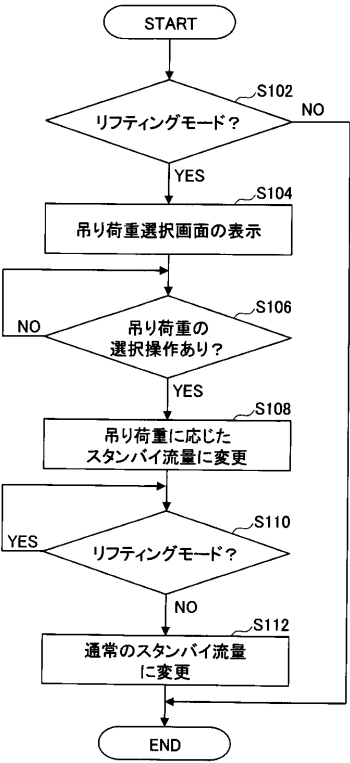 START
S102
リフティングモード？
NO
YES
S104
吊り荷重選択画面の表示
S106
吊り荷重の
選択操作あり？
NO
YES
S108
吊り荷重に応じた
スタンバイ流量に変更
S110
リフティングモード？
YES
NO
S112
通常のスタンバイ流量
に変更
END